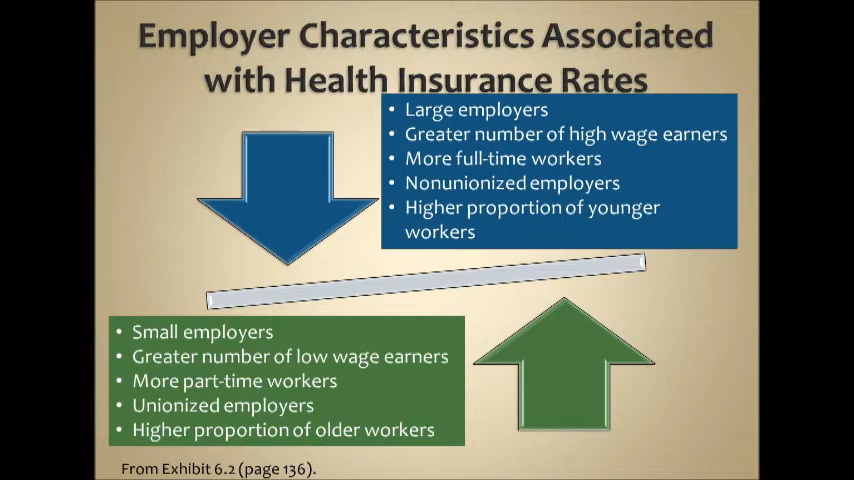 Employer Characteristics Associated
with Health Insurance Rates
• Large employers
• Greater number of high wage earners
• More full-time workers
• Nonunionized employers
• Higher proportion of younger
workers
• Small employers
• Greater number of low wage earners
• More part-time workers
• Unionized employers
• Higher proportion of older workers
From Exhibit 6.2 (page 136).